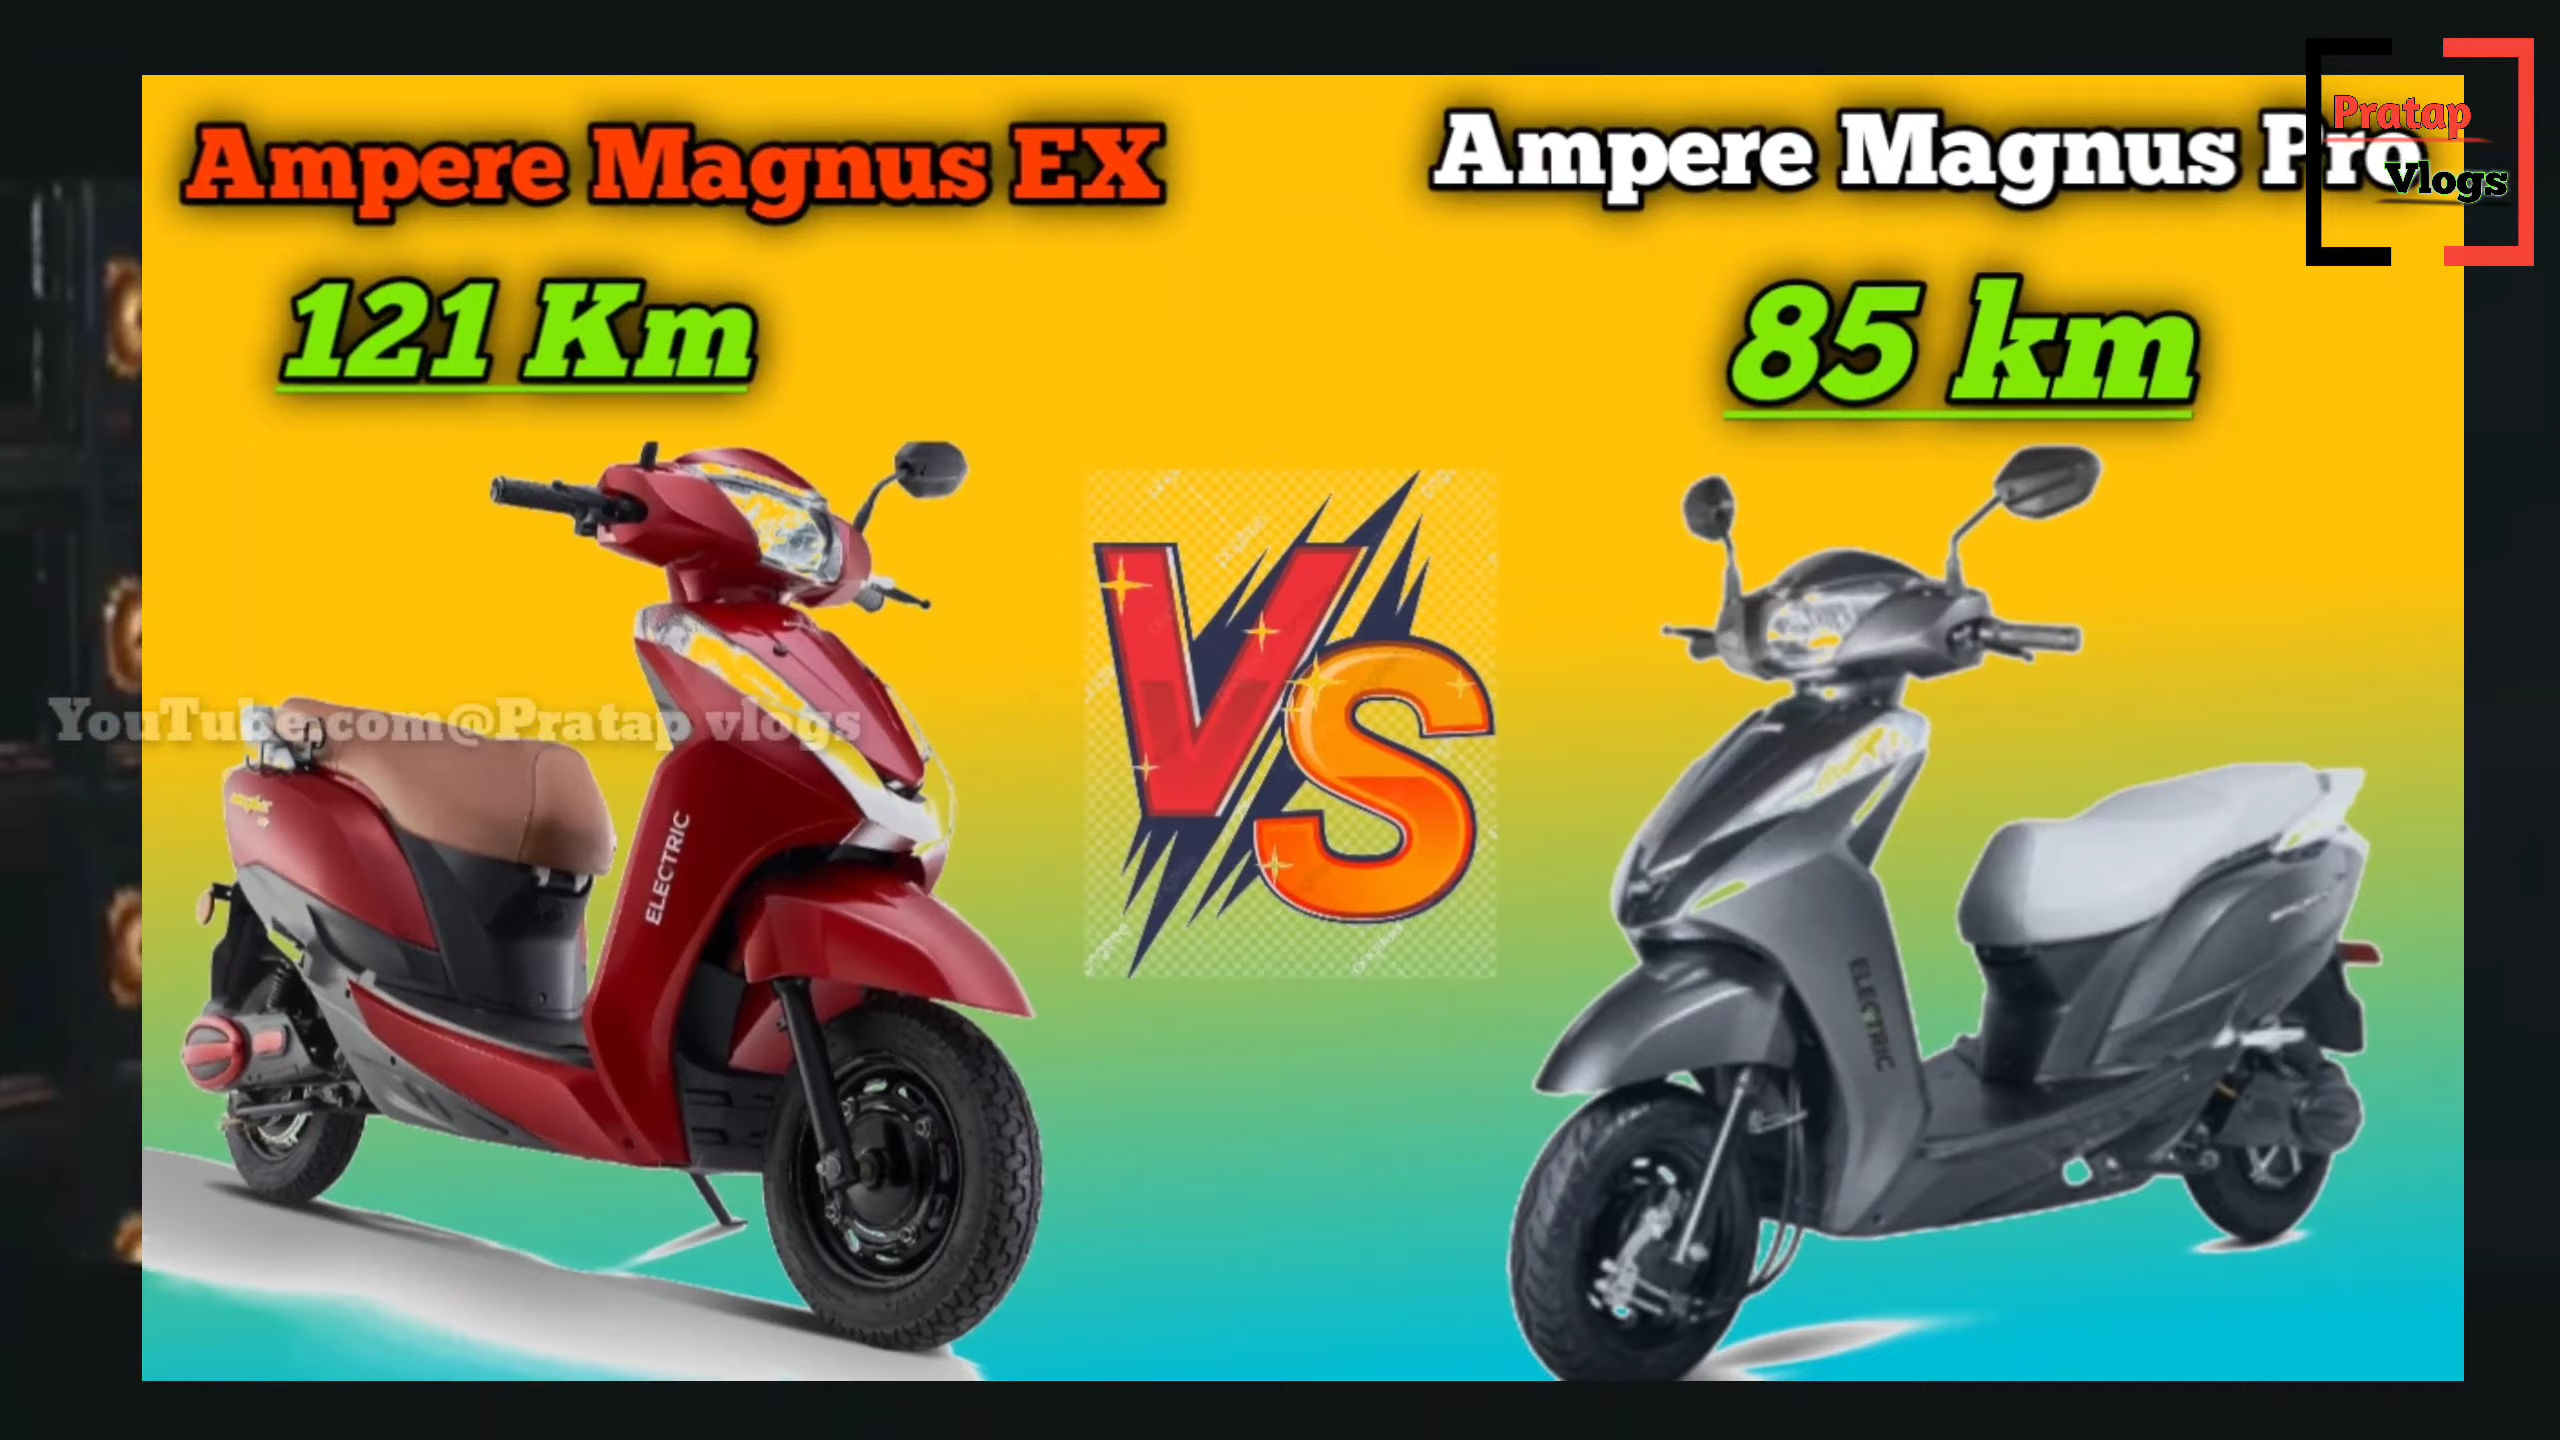 Ampere Magnus EX
Ampere Magnus Pro
Pratap
Vlogs
121 Km
85 km
VS
YouTube.com@Pratap vlogs
ELECTRIC
ELECTRIC